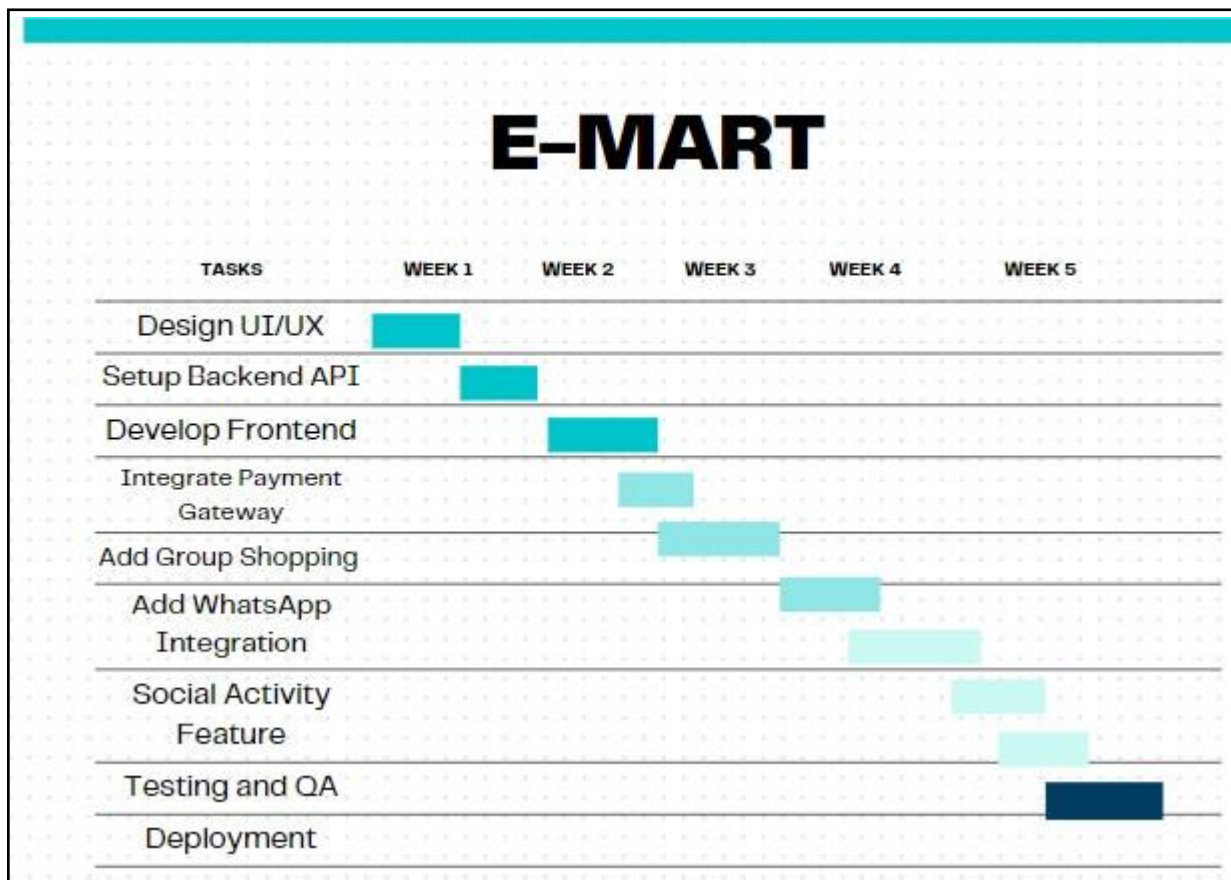 E–MART
TASKS WEEK 1 WEEK 2 WEEK 3 WEEK 4 WEEK 5
Design UI/UX
Setup Backend API
Develop Frontend
Integrate Payment
Gateway
Add Group Shopping
Add WhatsApp
Integration
Social Activity
Feature
Testing and QA
Deployment